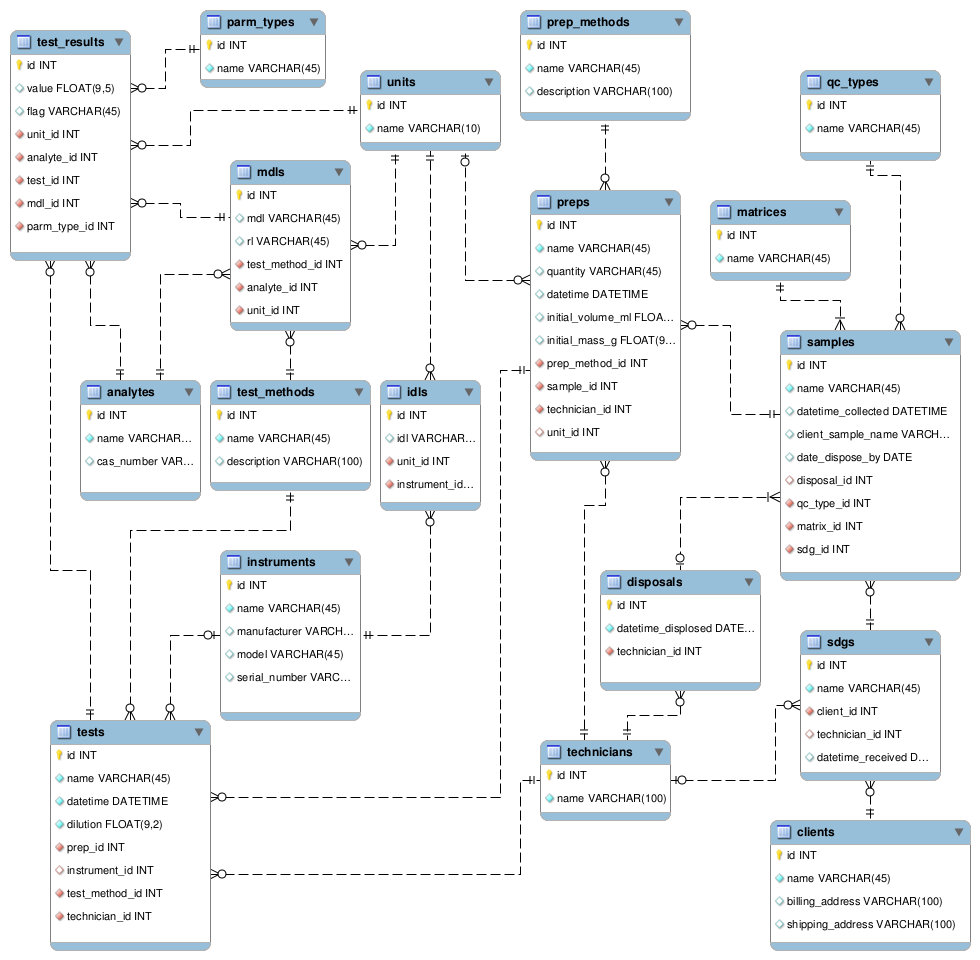 test_results
id INT
value FLOAT(9,5)
flag VARCHAR(45)
unit_id INT
analyte_id INT
test_id INT
mdl_id INT
parm_type_id INT
parm_types
id INT
name VARCHAR(45)
units
id INT
name VARCHAR(10)
prep_methods
id INT
name VARCHAR(45)
description VARCHAR(100)
qc_types
id INT
name VARCHAR(45)
mdls
id INT
mdl VARCHAR(45)
rl VARCHAR(45)
test_method_id INT
analyte_id INT
unit_id INT
preps
id INT
name VARCHAR(45)
quantity VARCHAR(45)
datetime DATETIME
initial_volume_ml FLOA...
initial_mass_g FLOAT(9...
prep_method_id INT
sample_id INT
technician_id INT
unit_id INT
matrices
id INT
name VARCHAR(45)
samples
id INT
name VARCHAR(45)
datetime_collected DATETIME
client_sample_name VARCH...
date_dispose_by DATE
disposal_id INT
qc_type_id INT
matrix_id INT
sdg_id INT
analytes
id INT
name VARCHAR...
cas_number VAR...
test_methods
id INT
name VARCHAR(45)
description VARCHAR(100)
idls
id INT
idl VARCHAR...
unit_id INT
instrument_id...
instruments
id INT
name VARCHAR(45)
manufacturer VARCH...
model VARCHAR(45)
serial_number VARC...
disposals
id INT
datetime_displosed DATE...
technician_id INT
sdgs
id INT
name VARCHAR(45)
client_id INT
technician_id INT
datetime_received D...
tests
id INT
name VARCHAR(45)
datetime DATETIME
dilution FLOAT(9,2)
prep_id INT
instrument_id INT
test_method_id INT
technician_id INT
technicians
id INT
name VARCHAR(100)
clients
id INT
name VARCHAR(45)
billing_address VARCHAR(100)
shipping_address VARCHAR(100)